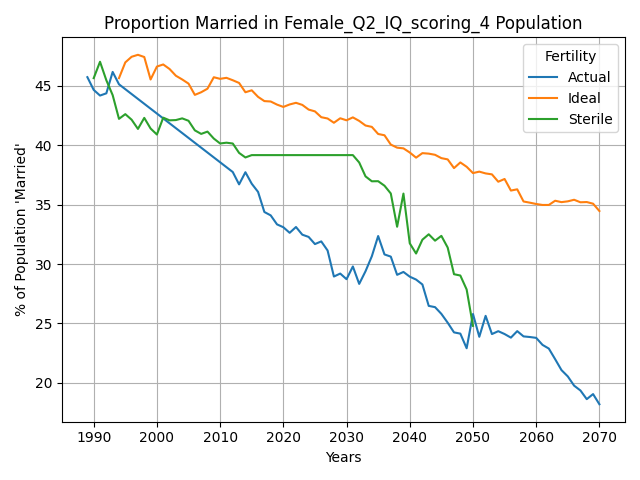 Proportion Married in Female_Q2_IQ_scoring_4 Population
Fertility
Actual
Ideal
Sterile
% of Population 'Married'
45
40
35
30
25
20
1990 2000 2010 2020 2030 2040 2050 2060 2070
Years